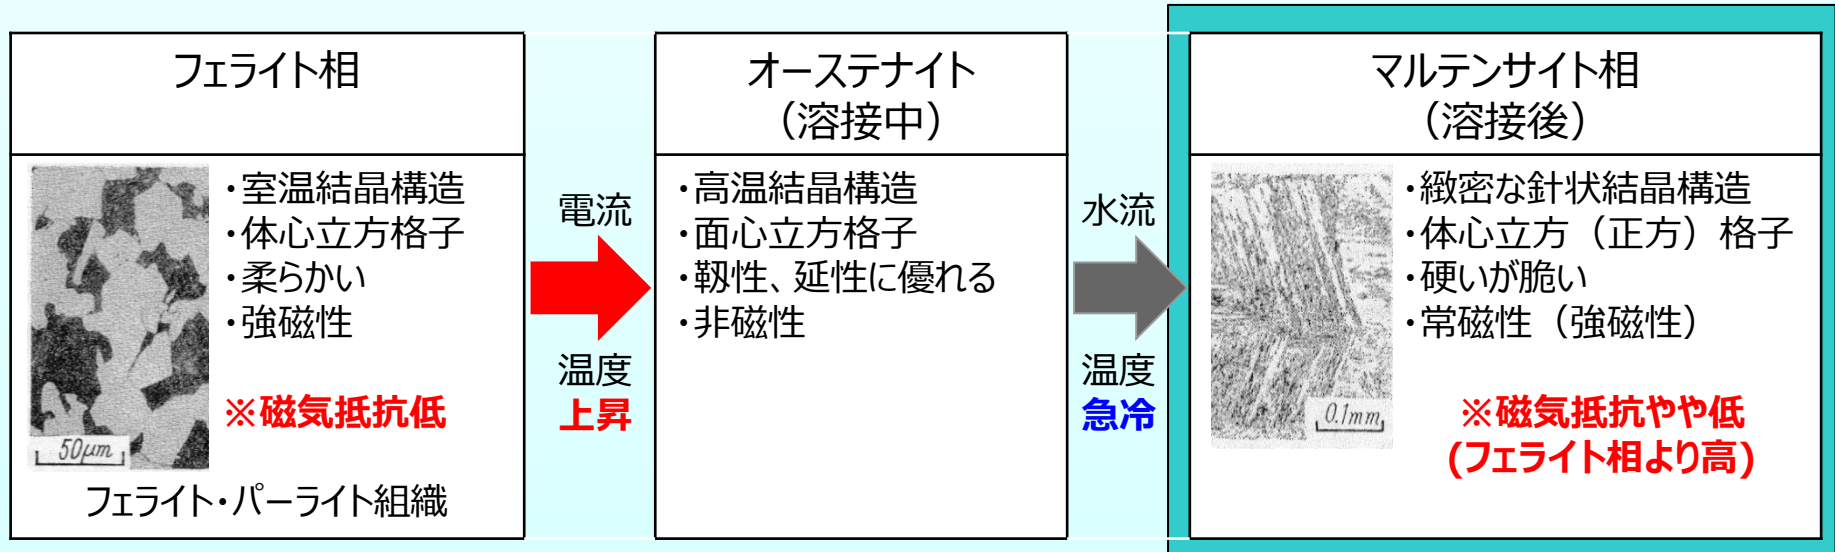 フェライト相
・室温結晶構造
・体心立方格子
・柔らかい
・強磁性
※磁気抵抗低
50μm
フェライト・パーライト組織
電流
温度
上昇
オーステナイト
（溶接中）
・高温結晶構造
・面心立方格子
・靱性、延性に優れる
・非磁性
水流
温度
急冷
マルテンサイト相
（溶接後）
・緻密な針状結晶構造
・体心立方（正方）格子
・硬いが脆い
・常磁性（強磁性）
0.1mm
※磁気抵抗やや低
(フェライト相より高)